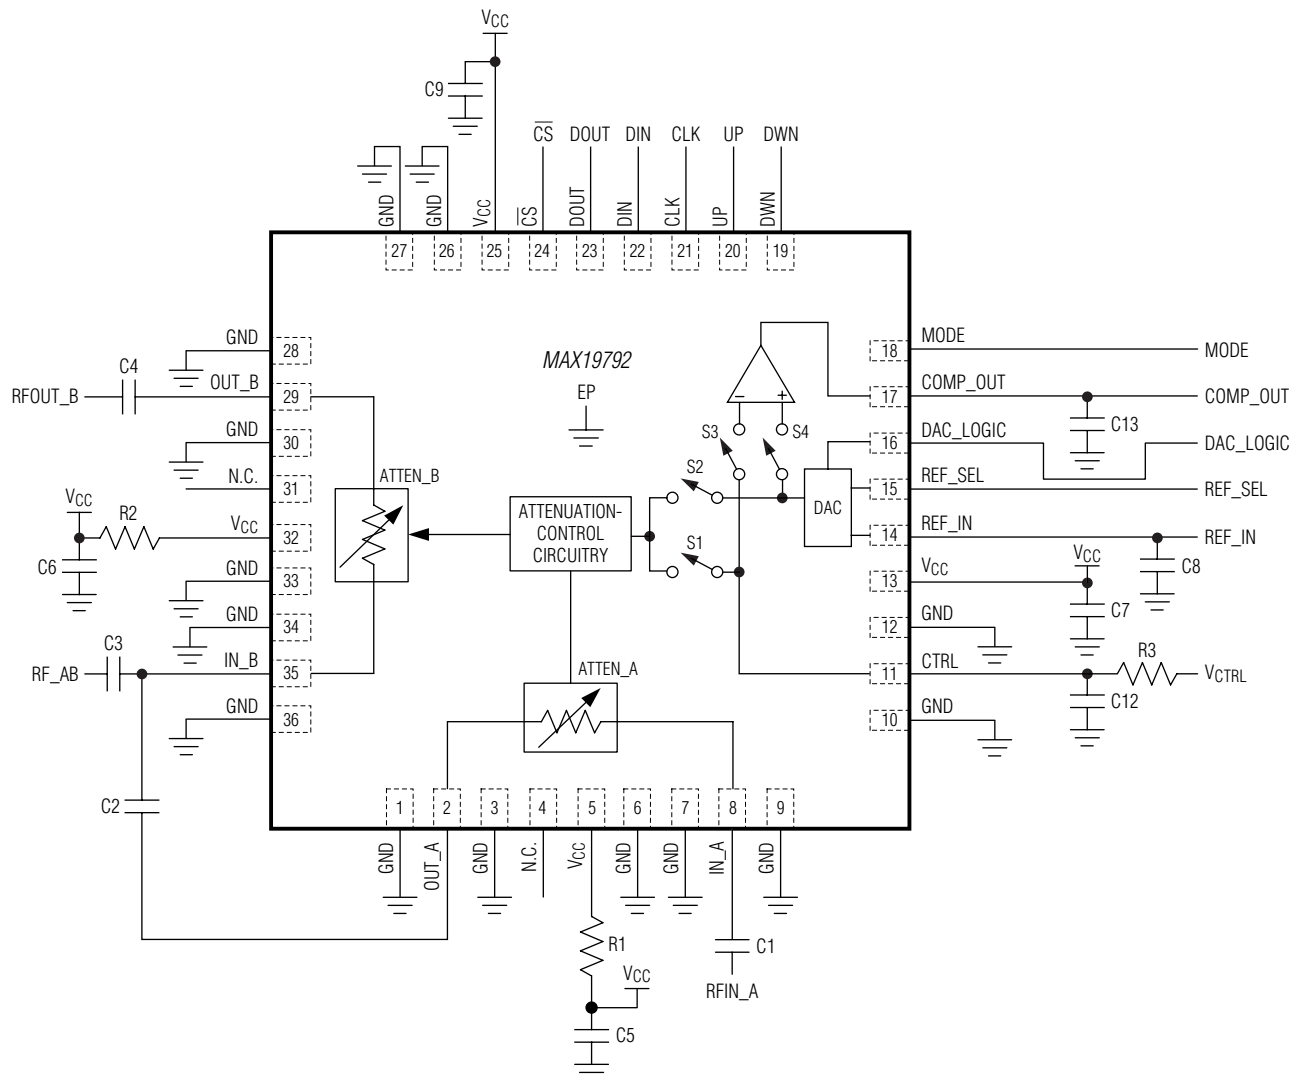 VCC
C9
CS DOUT DIN CLK UP DWN
GND GND VCC CS DOUT DIN CLK UP DWN
27 26 25 24 23 22 21 20 19
GND
28
C4
OUT_B
RFOUT_B
29
GND
30
N.C.
31
VCC
R2
VCC
32
C6
GND
33
GND
34
C3
IN_B
RF_AB
35
GND
36
C2
MAX19792
EP
ATTEN_B
ATTENUATION-
CONTROL
CIRCUITRY
ATTEN_A
S3
S4
S2
S1
− +
DAC
18
MODE
MODE
17
COMP_OUT
COMP_OUT
C13
16
DAC_LOGIC
DAC_LOGIC
15
REF_SEL
REF_SEL
14
REF_IN
REF_IN
C8
13
VCC
VCC
C7
12
GND
R3
11
CTRL
VCTRL
C12
10
GND
1 2 3 4 5 6 7 8 9
GND OUT_A GND N.C. VCC GND GND IN_A GND
R1
C1
VCC
RFIN_A
C5